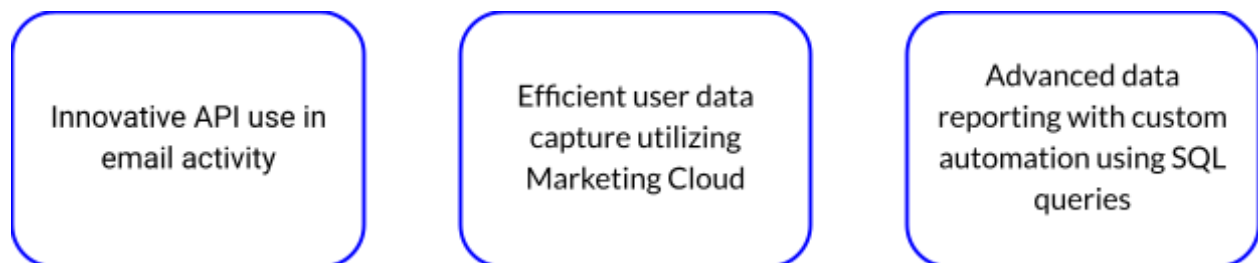 Innovative API use in
email activity
Efficient user data
capture utilizing
Marketing Cloud
Advanced data
reporting with custom
automation using SQL
queries